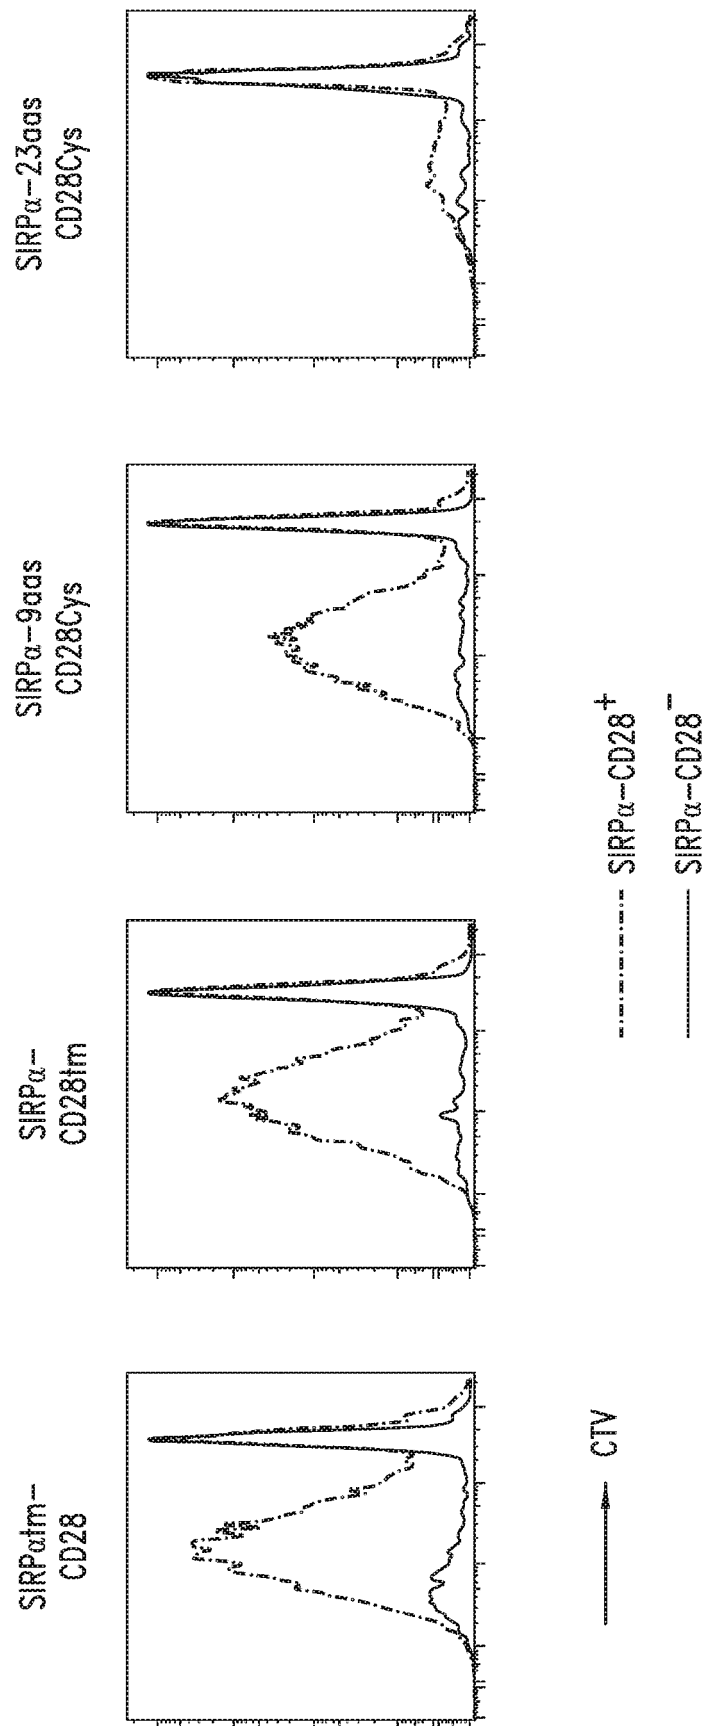 SIRPα-23aas
CD28Cys
SIRPα-9aas
CD28Cys
SIRPα-
CD28tm
SIRPαtm-
CD28
SIRPα-CD28+
SIRPα-CD28-
CTV